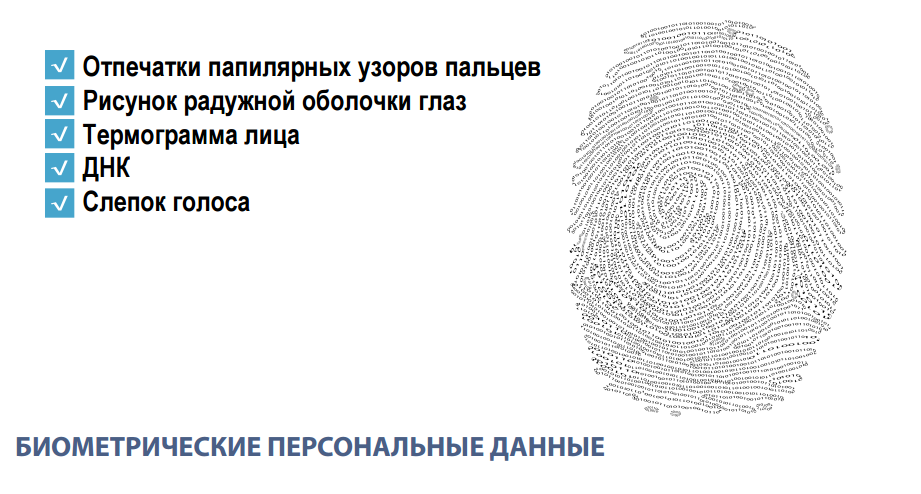 Отпечатки папилярных узоров пальцев
Рисунок радужной оболочки глаз
Термограмма лица
ДНК
Слепок голоса
БИОМЕТРИЧЕСКИЕ ПЕРСОНАЛЬНЫЕ ДАННЫЕ